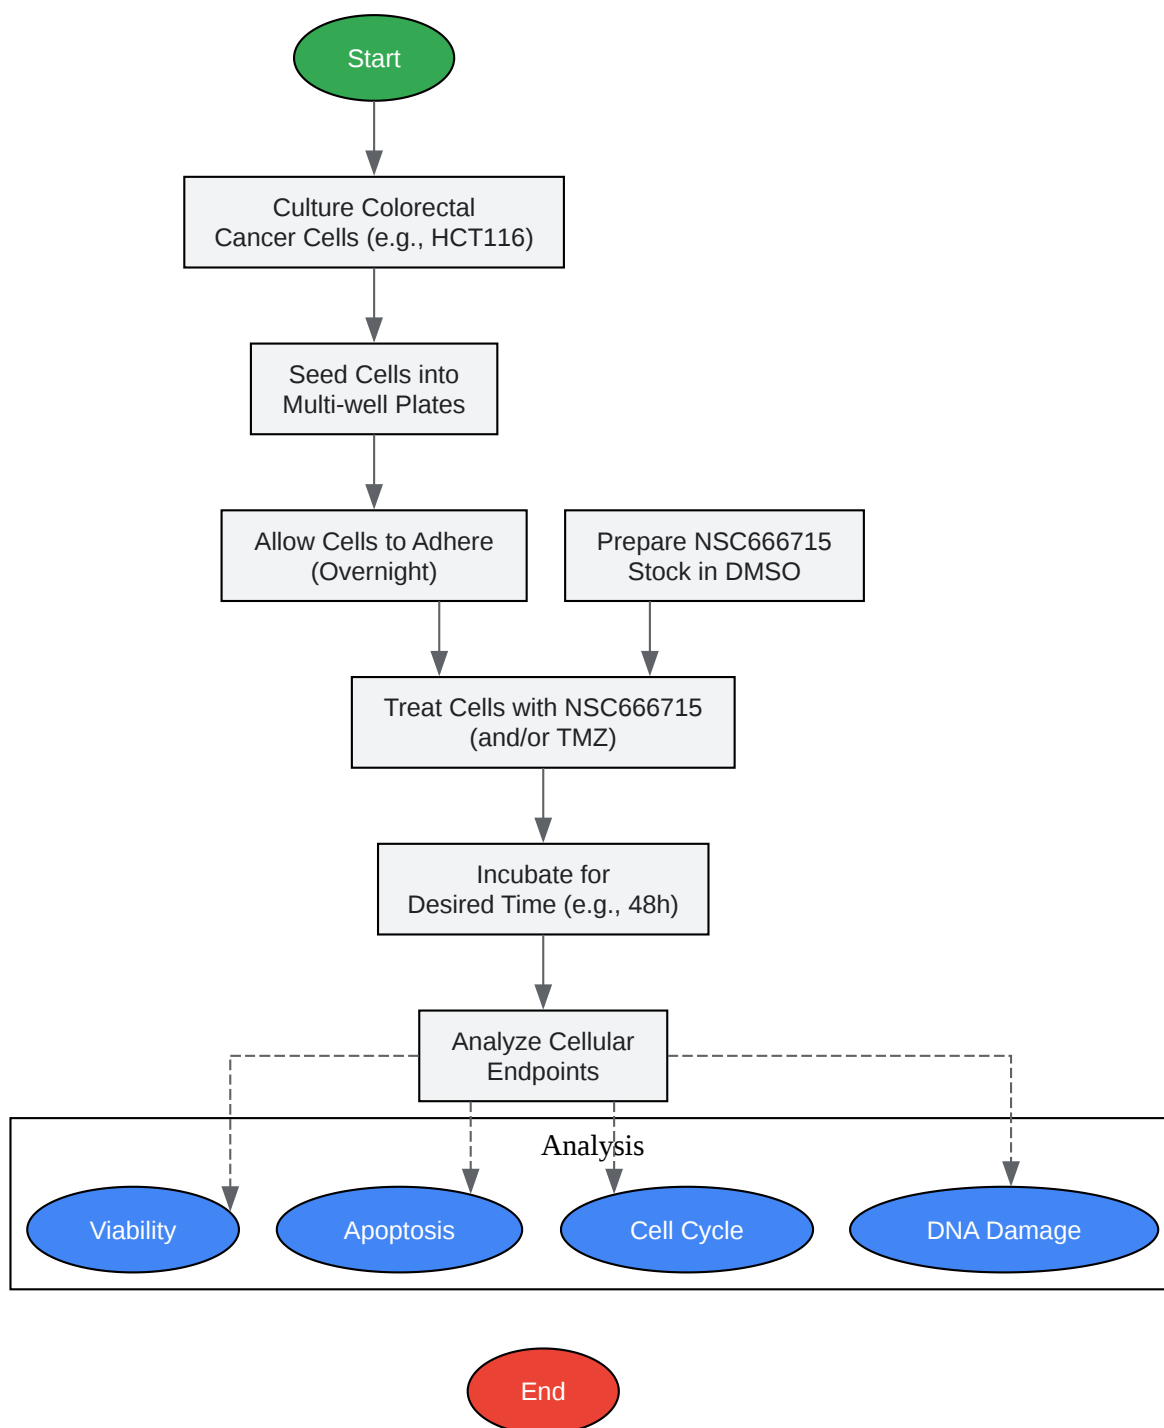 Start
Culture Colorectal
Cancer Cells (e.g., HCT116)
Seed Cells into
Multi-well Plates
Allow Cells to Adhere
(Overnight)
Prepare NSC666715
Stock in DMSO
Treat Cells with NSC666715
(and/or TMZ)
Incubate for
Desired Time (e.g., 48h)
Analyze Cellular
Endpoints
Analysis
Viability
Apoptosis
Cell Cycle
DNA Damage
End